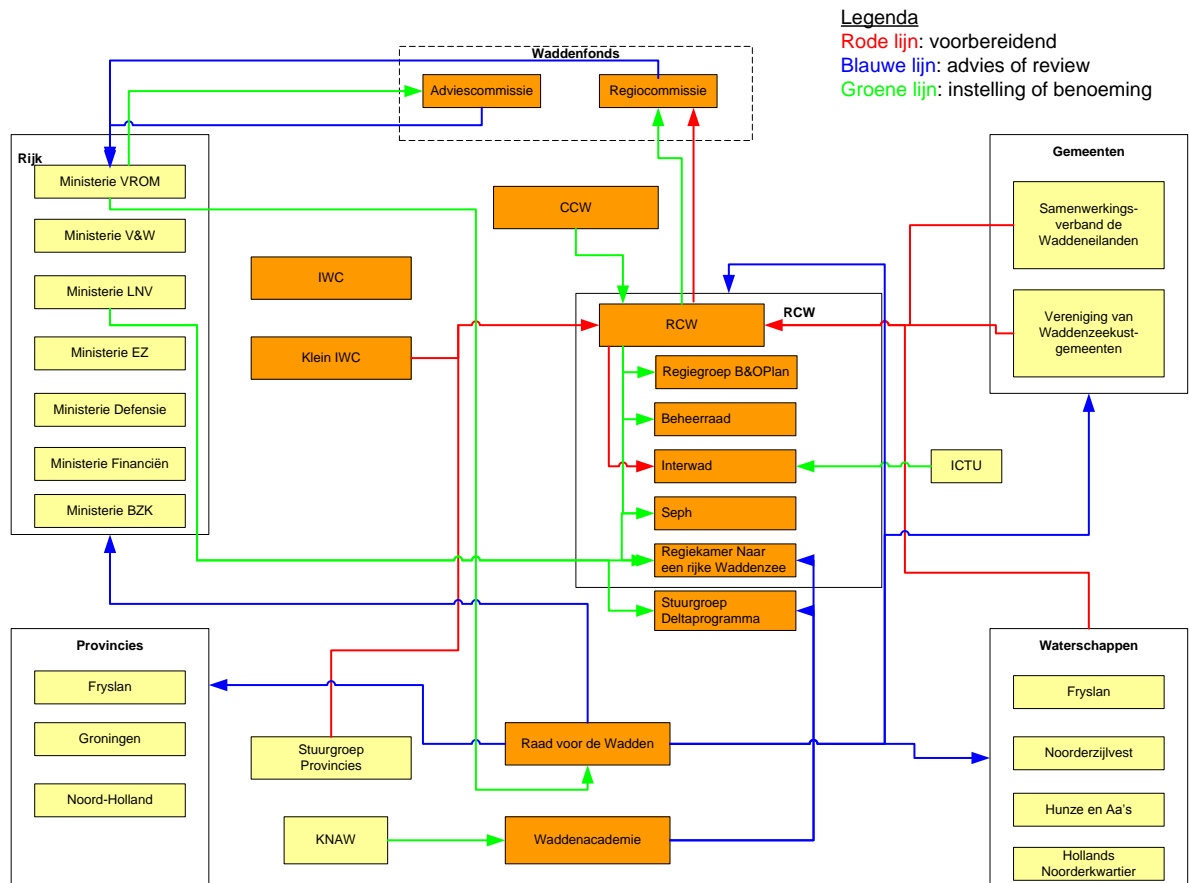 Legenda
Rode lijn: voorbereidend
Blauwe lijn: advies of review
Groene lijn: instelling of benoeming
Waddenfonds
Adviescommissie
Regiocommissie
Rijk
Ministerie VROM
Ministerie V&W
Ministerie LNV
Ministerie EZ
Ministerie Defensie
Ministerie Financiën
Ministerie BZK
CCW
IWC
Klein IWC
RCW
RCW
Regiegroep B&OPlan
Beheerraad
Interwad
Seph
Regiekamer Naar
een rijke Waddenzee
Stuurgroep
Deltaprogramma
Gemeenten
Samenwerkings-
verband de
Waddeneilanden
Vereniging van
Waddenzeekust-
gemeenten
ICTU
Provincies
Fryslan
Groningen
Noord-Holland
Stuurgroep
Provincies
Raad voor de Wadden
KNAW
Waddenacademie
Waterschappen
Fryslan
Noorderzijlvest
Hunze en Aa's
Hollands
Noorderkwartier